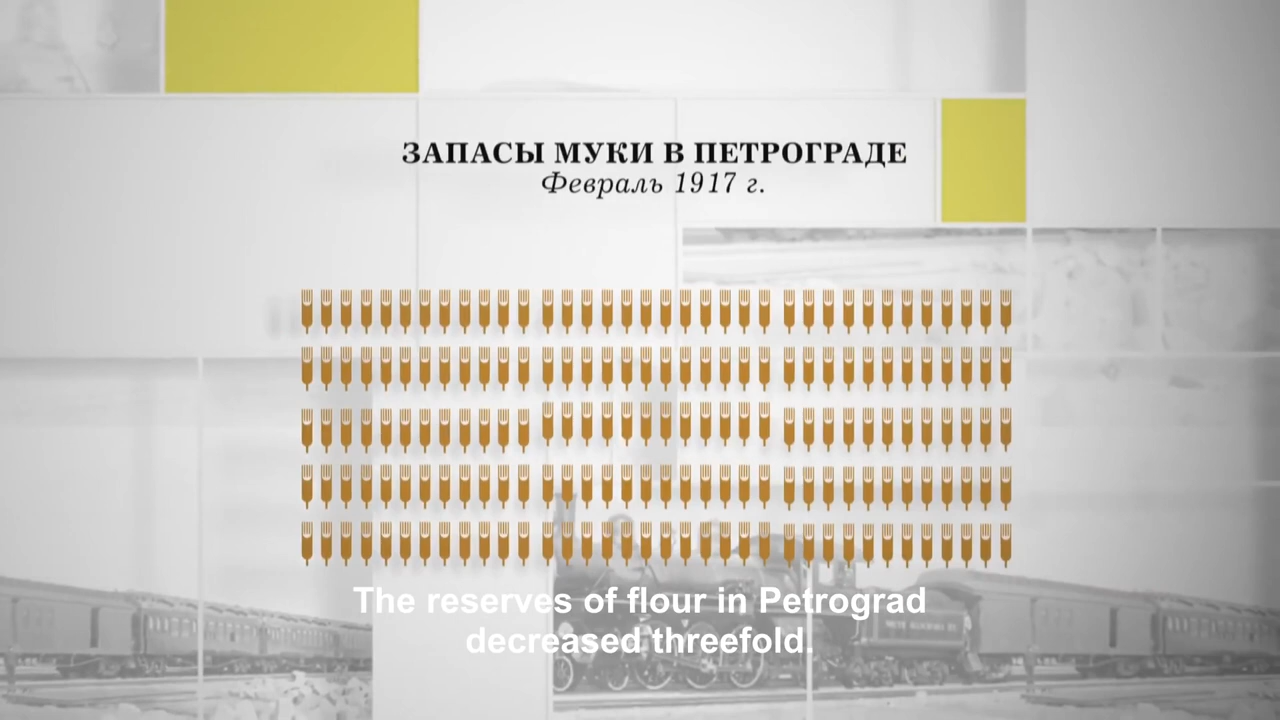 ЗАПАСЫ МУКИ В ПЕТРОГРАДЕ
Февраль 1917 г.
The reserves of flour in Petrograd
decreased threefold.